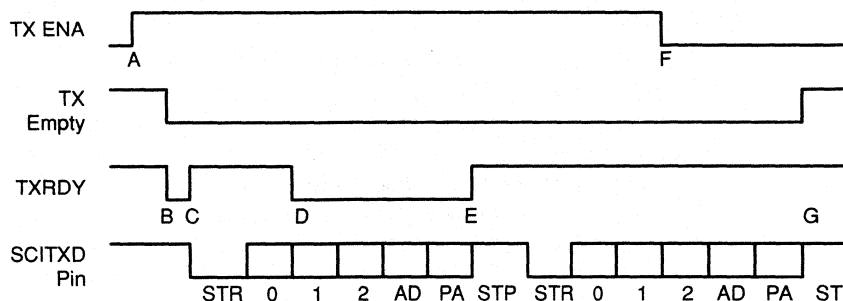 TX ENA
A
F
TX
Empty
TXRDY
B C
D
E
G
SCITXD
Pin
STR 0 1 2 AD PA STP STR 0 1 2 AD PA ST